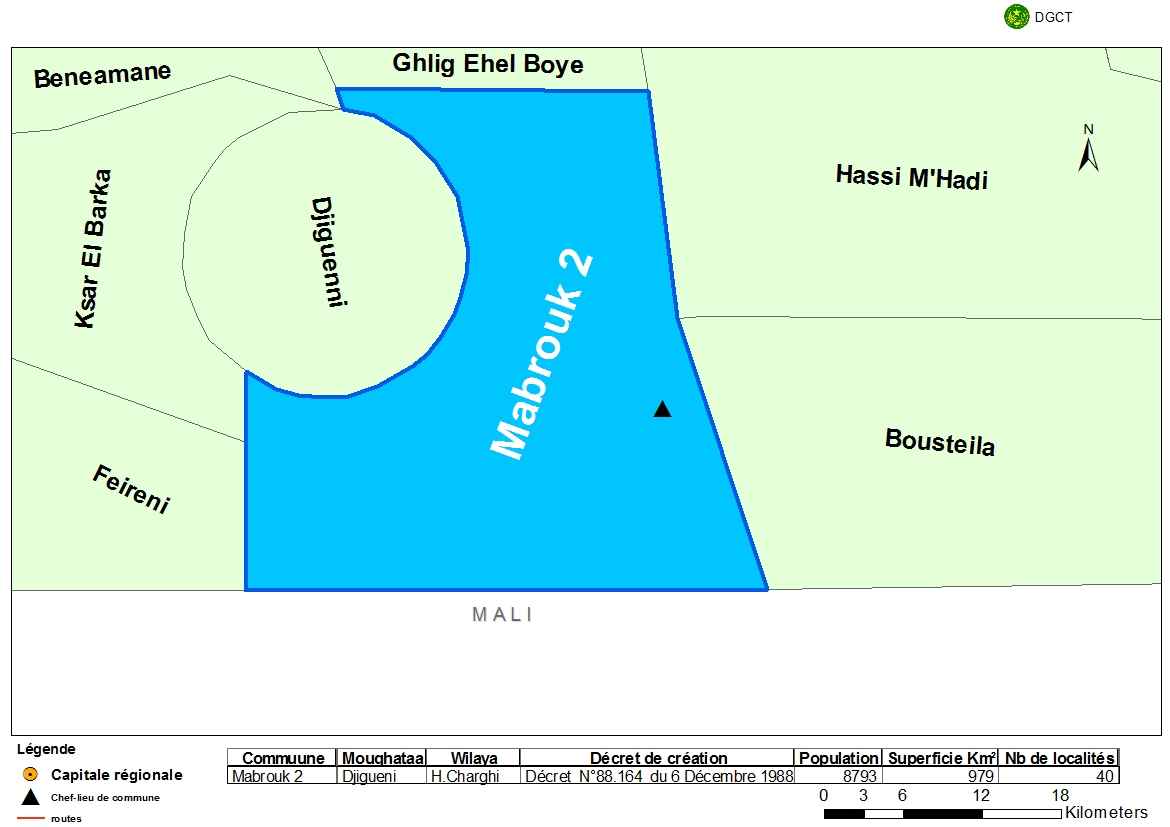 DGCT
Beneamane
Ghlig Ehel Boye
N
Hassi M'Hadi
Ksar El Barka
Djiguenni
Mabrouk 2
Bousteila
Feireni
MALI
Légende
Capitale régionale
Chef-lieu de commune
routes
Commuune Moughataa Wilaya Décret de création Population Superficie Km² Nb de localités
Mabrouk 2 Djigueni H.Charghi Décret N°88.164 du 6 Décembre 1988 8793 979 40
0 3 6 12 18
Kilometers